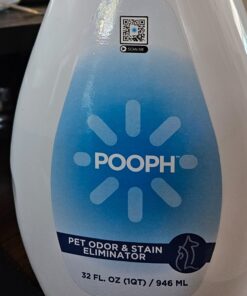 SCAN ME
POOPH™
PET ODOR & STAIN
ELIMINATOR
32 FL. OZ (1QT) / 946 ML